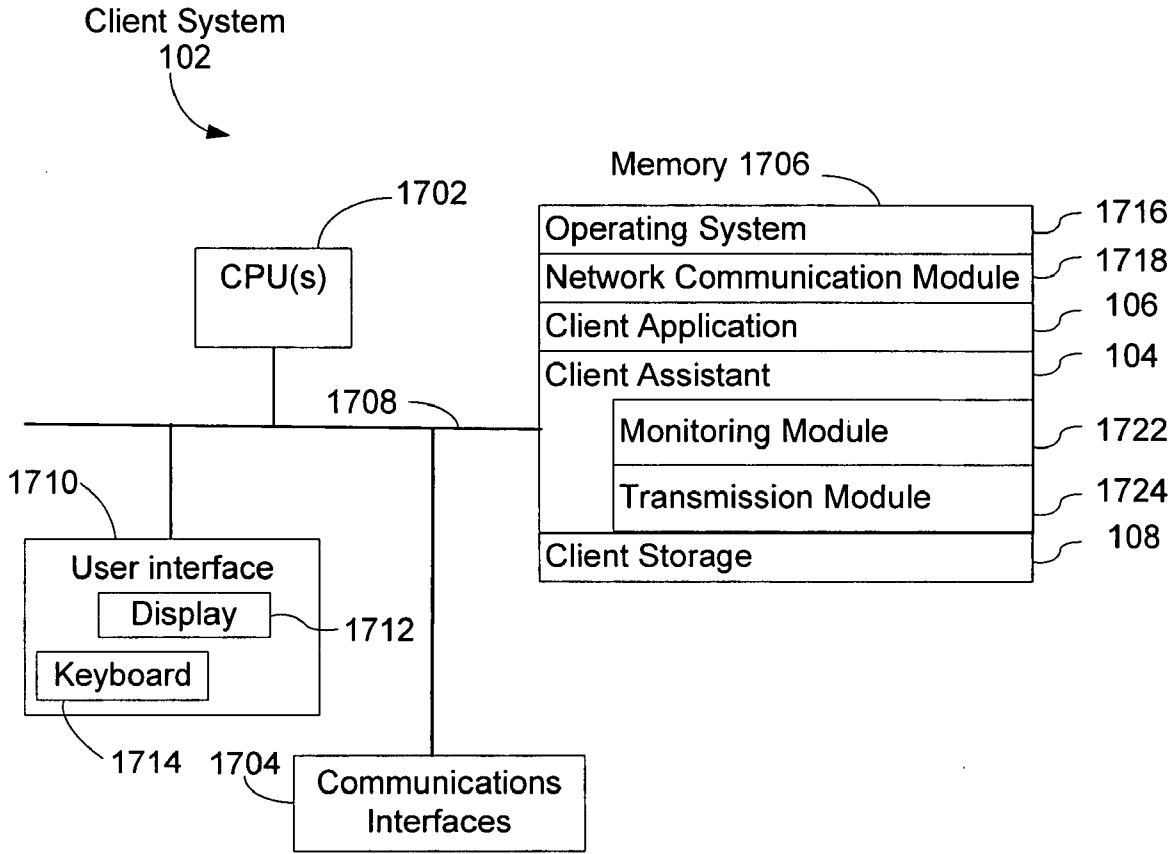 Client System
102
Memory 1706
1702
CPU(s)
Operating System
1716
Network Communication Module
1718
Client Application
106
Client Assistant
104
Monitoring Module
1722
Transmission Module
1724
Client Storage
108
1708
1710
User interface
Display
1712
Keyboard
1714
1704
Communications
Interfaces